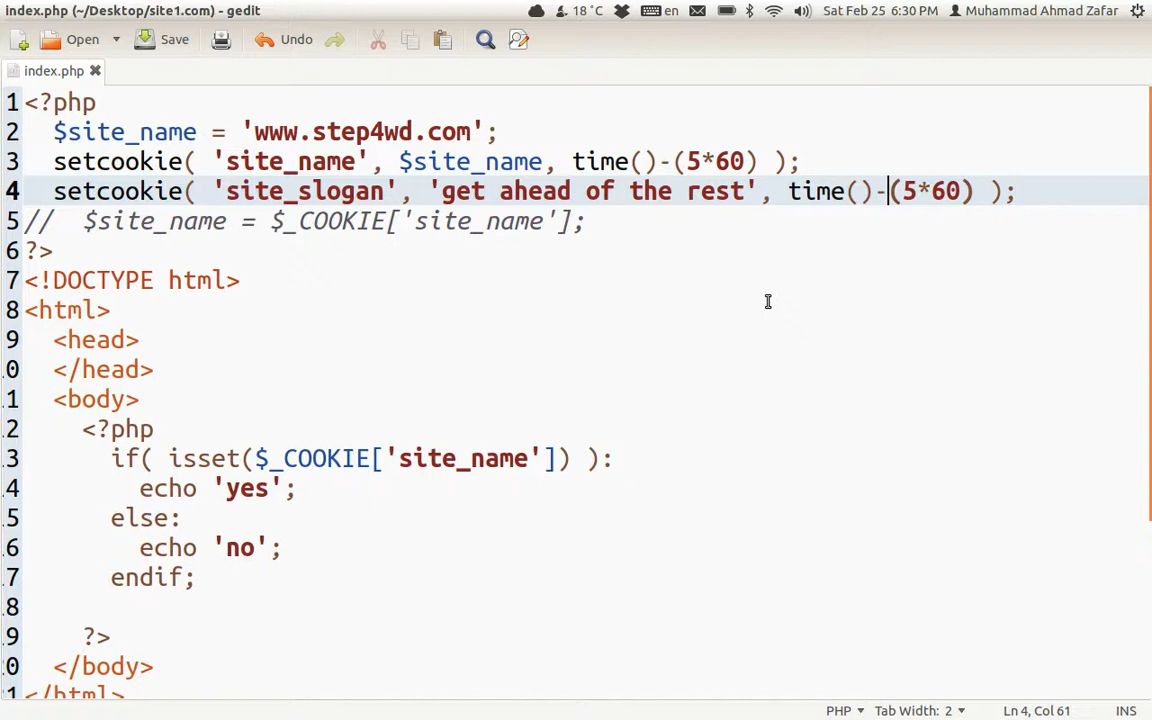 index.php (~/Desktop/site1.com) - gedit
18 °C en Sat Feb 25 6:30 PM Muhammad Ahmad Zafar
Open Save Undo
index.php
1 <?php
2 $site_name = 'www.step4wd.com';
3 setcookie( 'site_name', $site_name, time()-(5*60) );
4 setcookie( 'site_slogan', 'get ahead of the rest', time()-(5*60) );
5 // $site_name = $_COOKIE['site_name'];
6 ?>
7 <!DOCTYPE html>
8 <html>
9 <head>
0 </head>
1 <body>
2 <?php
3 if( isset($_COOKIE['site_name']) ):
4 echo 'yes';
5 else:
6 echo 'no';
7 endif;
8
9 ?>
0 </body>
1 </html>
PHP Tab Width: 2 Ln 4, Col 61 INS